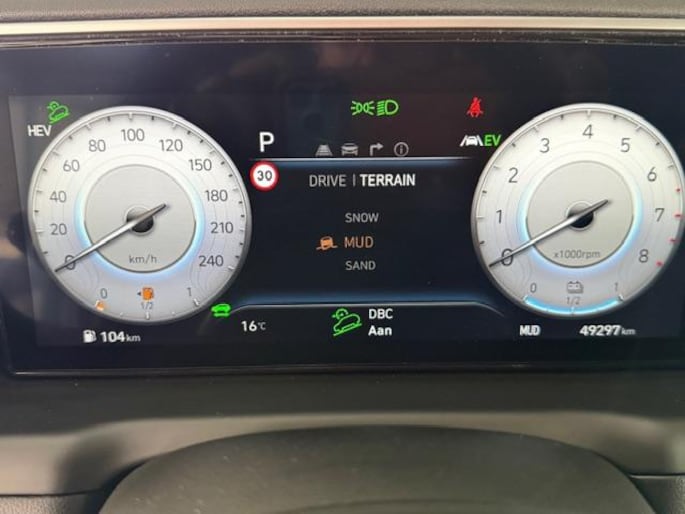 HEV
P
EV
0
20
40
60
80
100
120
150
180
210
240
km/h
0
1/2
1
104km
30
DRIVE | TERRAIN
SNOW
MUD
SAND
16°C
DBC
Aan
0
1
2
3
4
5
6
7
8
x1000rpm
0
1/2
1
MUD
49297km